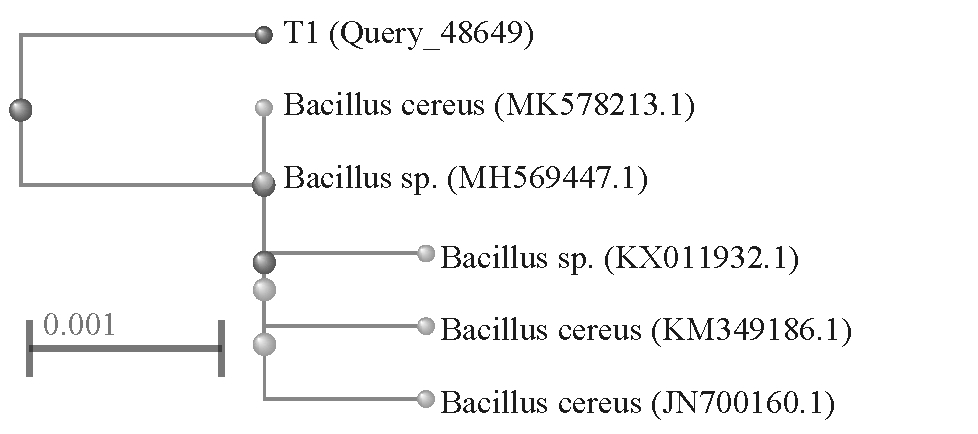 T1 (Query_48649)
Bacillus cereus (MK578213.1)
Bacillus sp. (MH569447.1)
Bacillus sp. (KX011932.1)
0.001
Bacillus cereus (KM349186.1)
Bacillus cereus (JN700160.1)